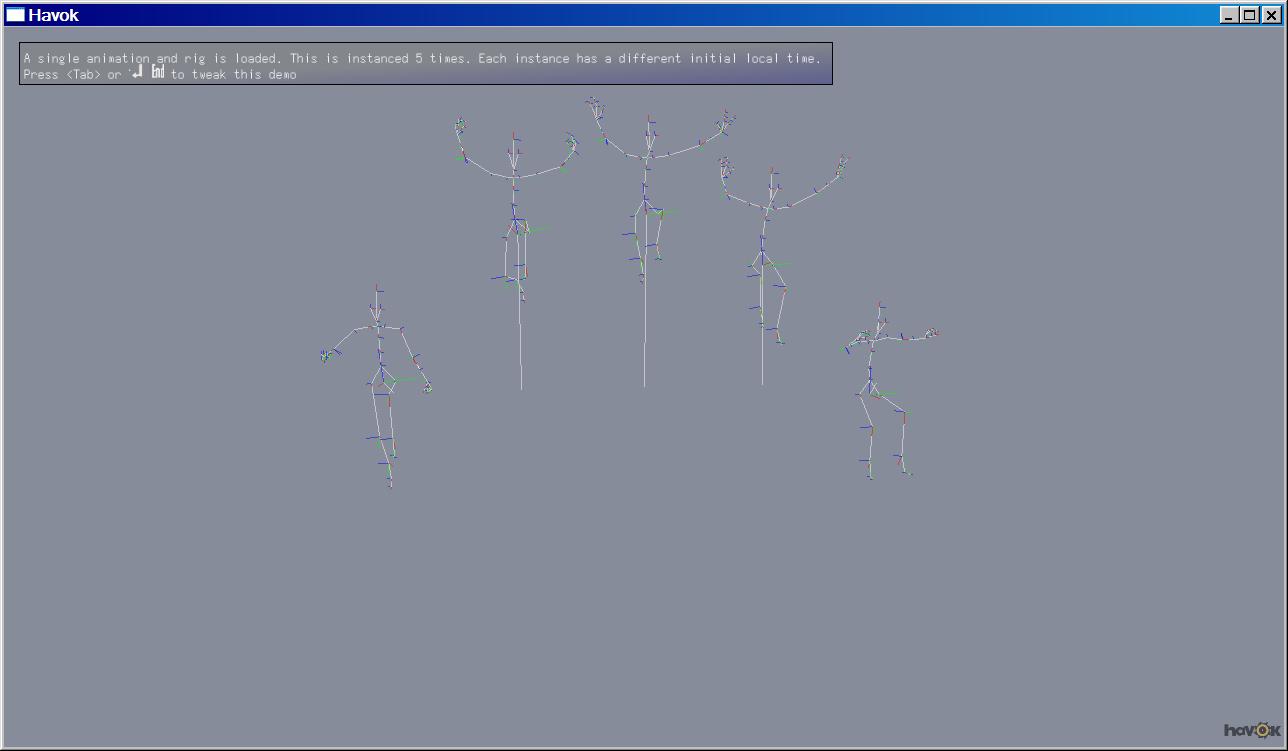 Havok
A single animation and rig is loaded. This is instanced 5 times. Each instance has a different initial local time.
Press <Tab> or End to tweak this demo
havok